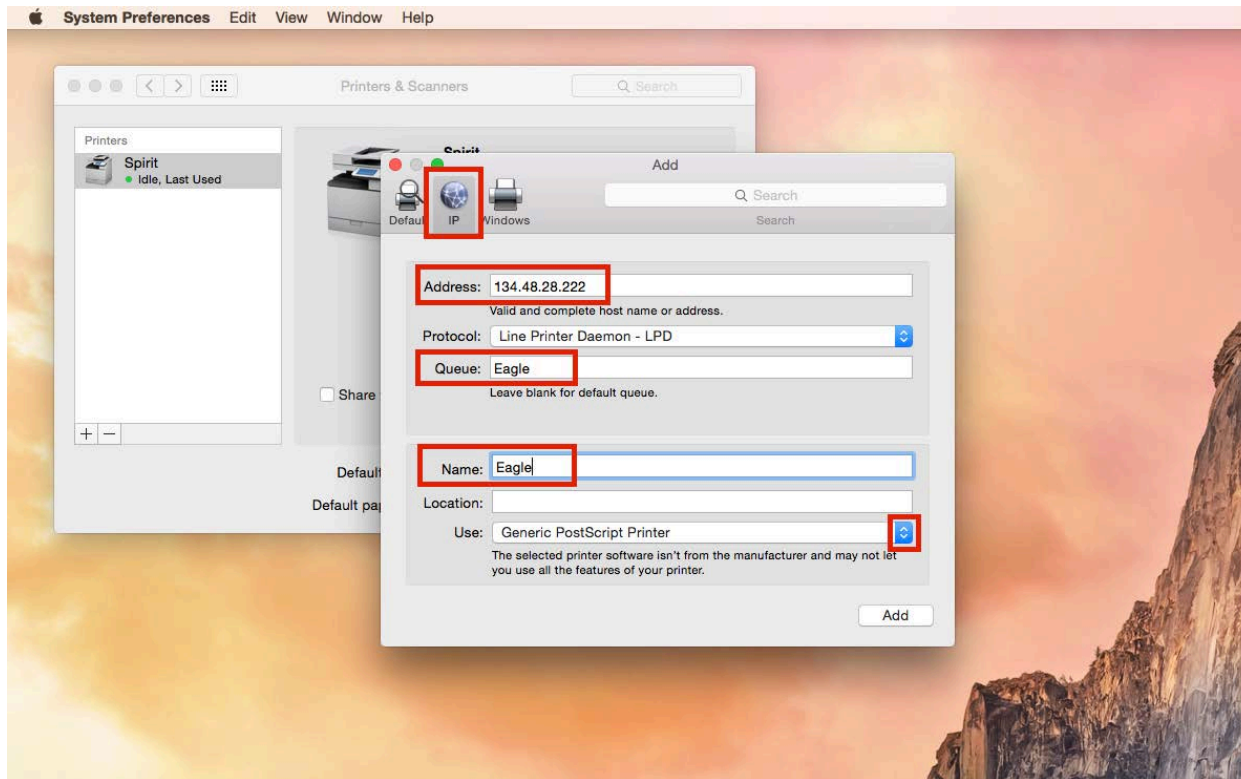 System Preferences Edit View Window Help
Printers & Scanners
Search
Printers
Spirit
Idle, Last Used
Spirit
Add
Search
Default IP Windows
Search
Address: 134.48.28.222
Valid and complete host name or address.
Protocol: Line Printer Daemon - LPD
Queue: Eagle
Share
Leave blank for default queue.
+ −
Name: Eagle
Default
Default pa
Location:
Use: Generic PostScript Printer
The selected printer software isn't from the manufacturer and may not let
you use all the features of your printer.
Add